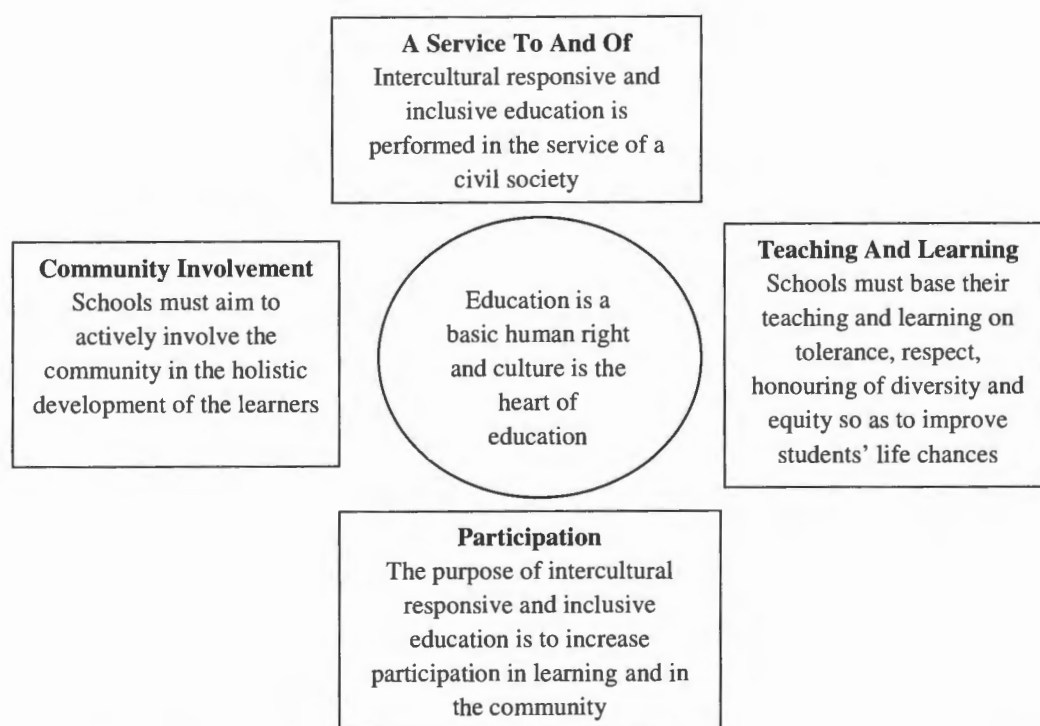 A Service To And Of
Intercultural responsive and
inclusive education is
performed in the service of a
civil society
Community Involvement
Schools must aim to
actively involve the
community in the holistic
development of the learners
Education is a
basic human right
and culture is the
heart of
education
Teaching And Learning
Schools must base their
teaching and learning on
tolerance, respect,
honouring of diversity and
equity so as to improve
students' life chances
Participation
The purpose of intercultural
responsive and inclusive
education is to increase
participation in learning and in
the community